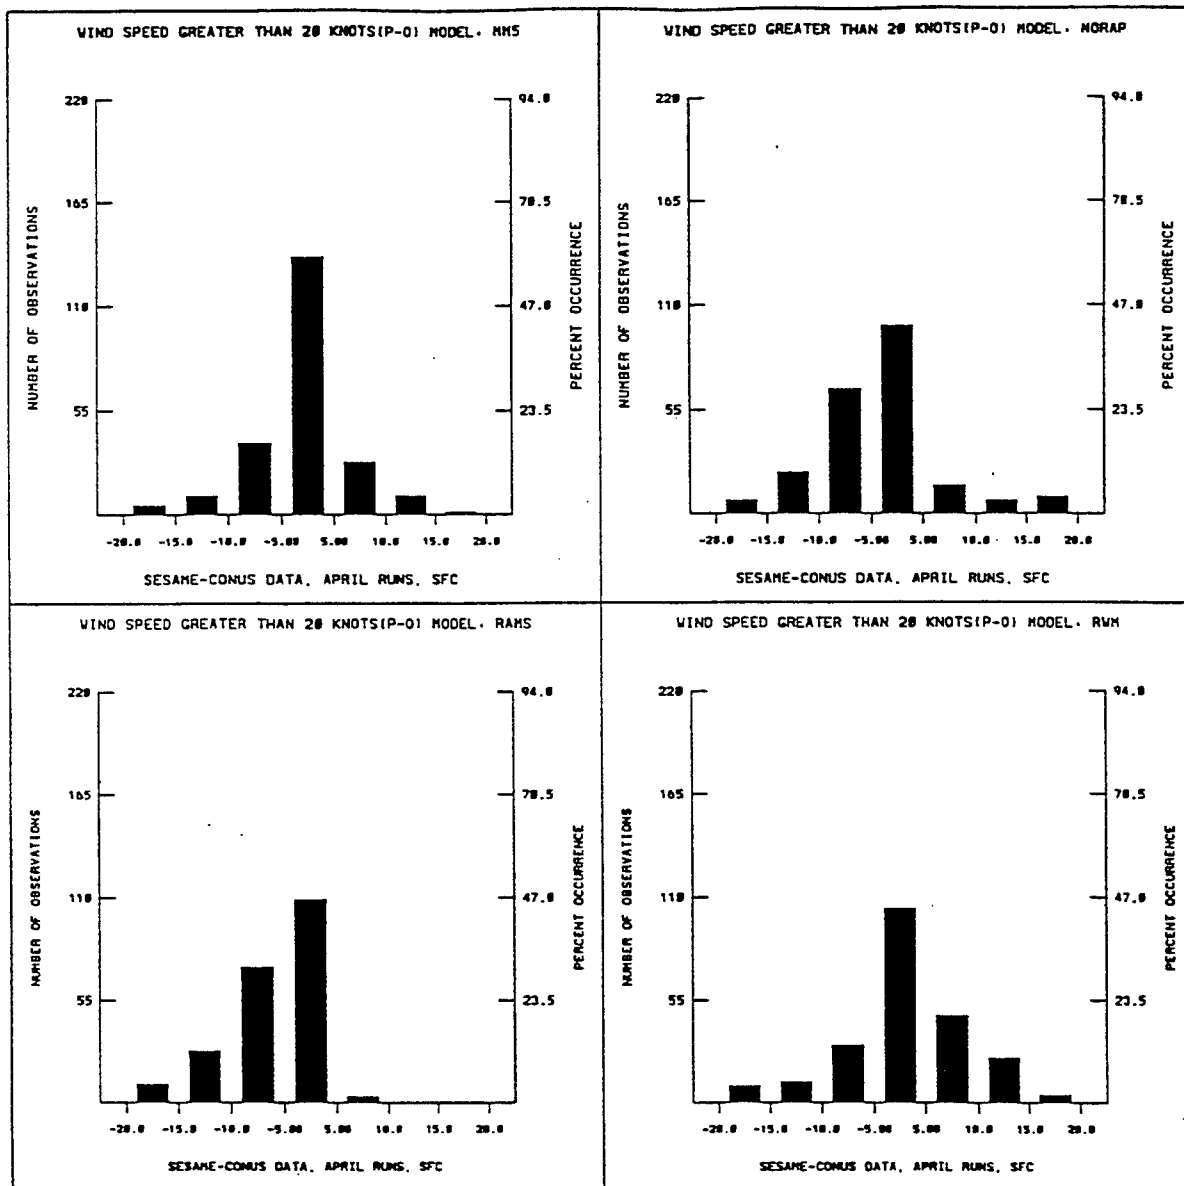 WIND SPEED GREATER THAN 20 KNOTS(P-O) MODEL. MM5
220
165
110
55
NUMBER OF OBSERVATIONS
94.0
70.5
47.0
23.5
PERCENT OCCURRENCE
-20.0 -15.0 -10.0 -5.00 5.00 10.0 15.0 20.0
SESAME-CONUS DATA, APRIL RUNS, SFC
WIND SPEED GREATER THAN 20 KNOTS(P-O) MODEL. NORAP
220
165
110
55
NUMBER OF OBSERVATIONS
94.0
70.5
47.0
23.5
PERCENT OCCURRENCE
-20.0 -15.0 -10.0 -5.00 5.00 10.0 15.0 20.0
SESAME-CONUS DATA, APRIL RUNS, SFC
WIND SPEED GREATER THAN 20 KNOTS(P-O) MODEL. RAMS
220
165
110
55
NUMBER OF OBSERVATIONS
94.0
70.5
47.0
23.5
PERCENT OCCURRENCE
-20.0 -15.0 -10.0 -5.00 5.00 10.0 15.0 20.0
SESAME-CONUS DATA, APRIL RUNS, SFC
WIND SPEED GREATER THAN 20 KNOTS(P-O) MODEL. RWM
220
165
110
55
NUMBER OF OBSERVATIONS
94.0
70.5
47.0
23.5
PERCENT OCCURRENCE
-20.0 -15.0 -10.0 -5.00 5.00 10.0 15.0 20.0
SESAME-CONUS DATA, APRIL RUNS, SFC